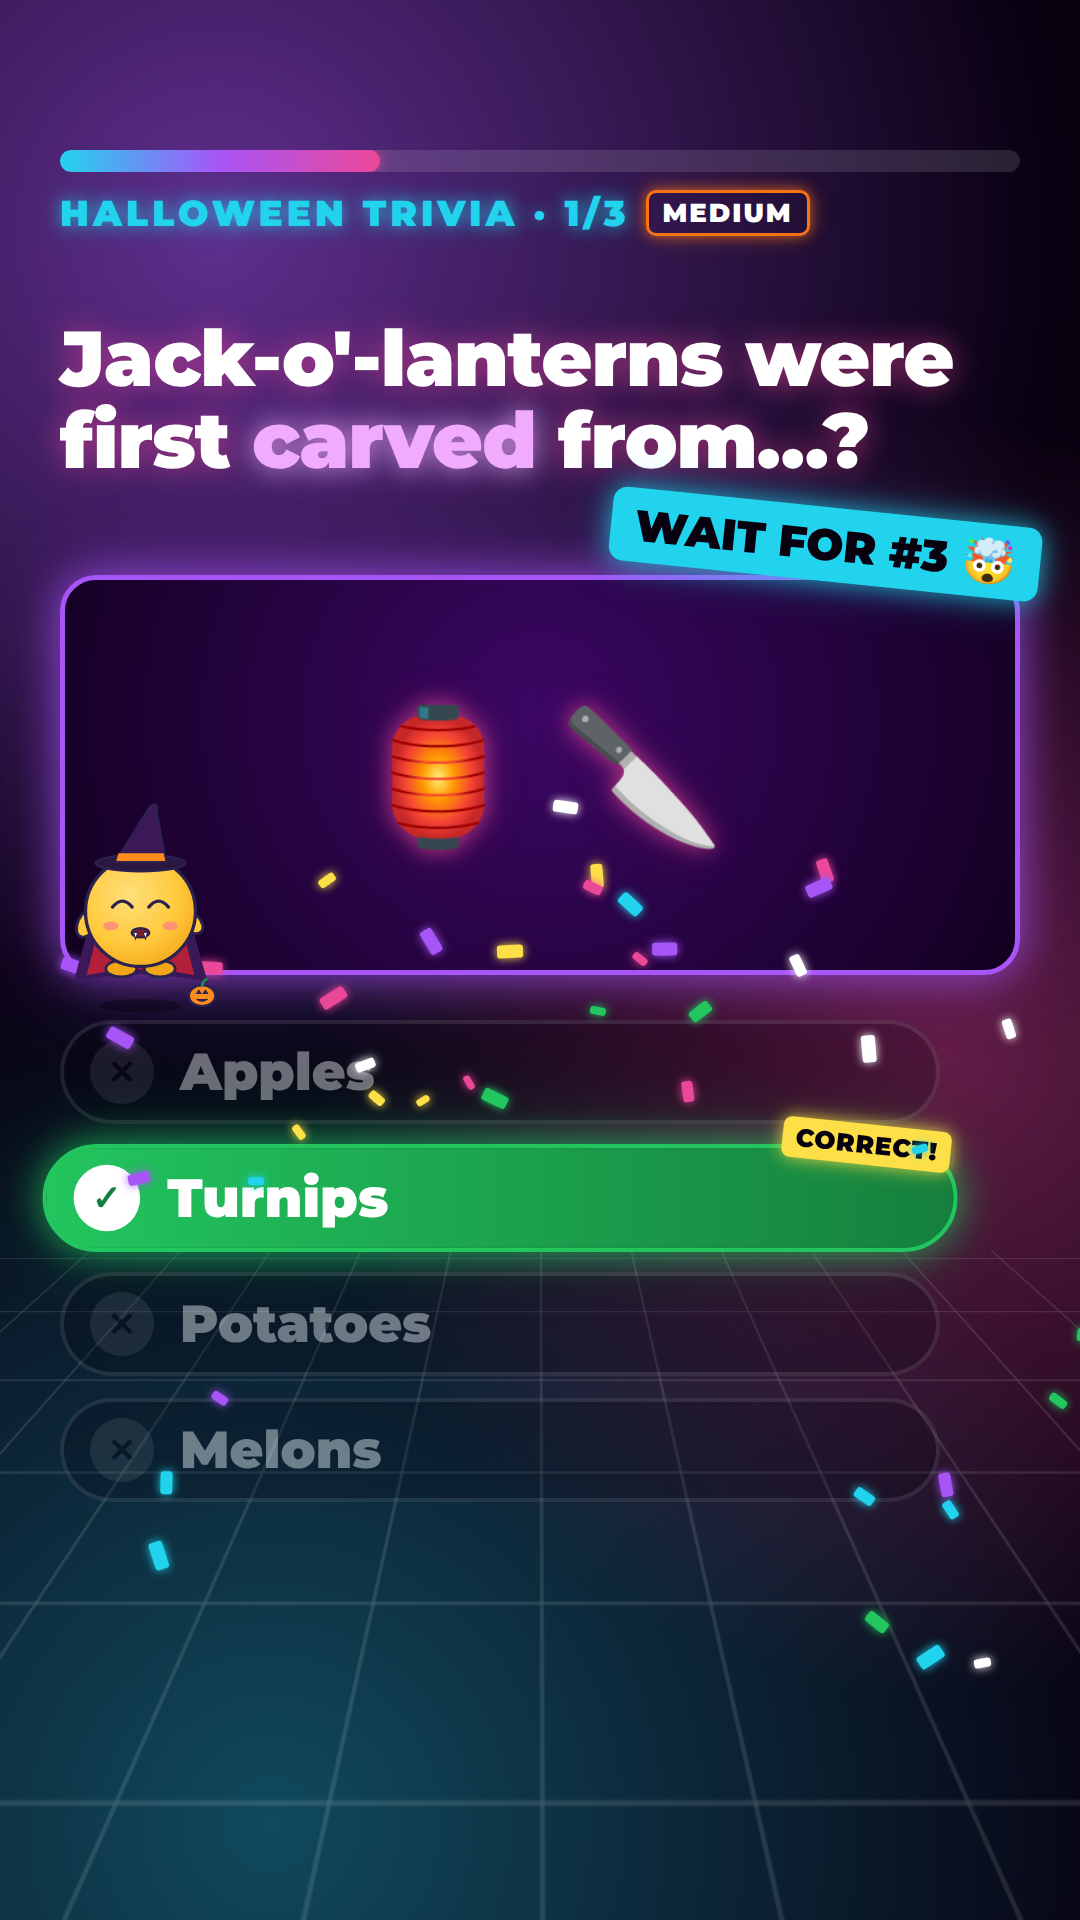 HALLOWEEN TRIVIA · 1/3 MEDIUM
Jack-o'-lanterns were
first carved from...?
WAIT FOR #3 🤯
Apples
CORRECT!
Turnips
Potatoes
Melons